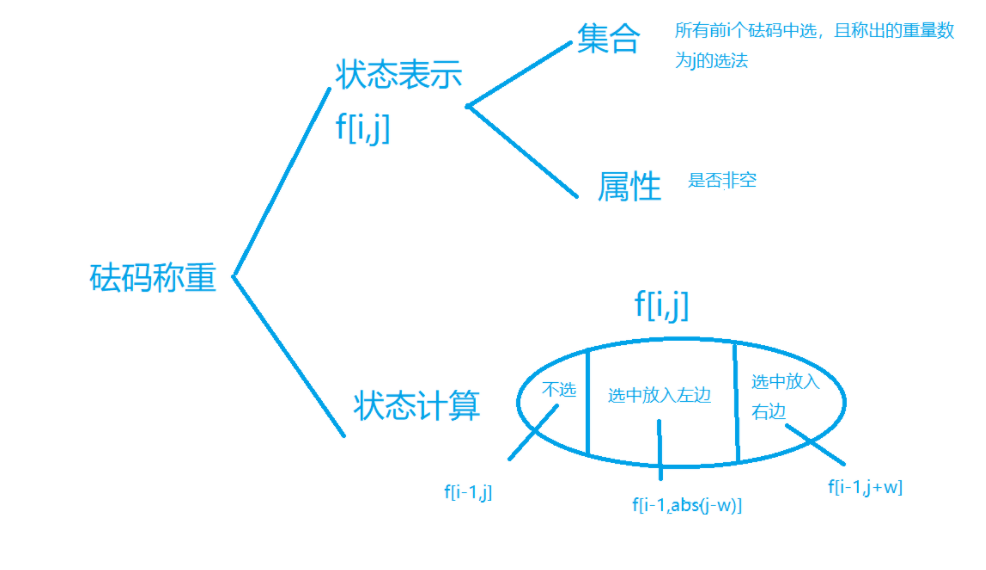 集合
所有前i个砝码中选，且称出的重量数
为j的选法
状态表示
f[i,j]
属性
是否非空
砝码称重
f[i,j]
状态计算
不选
选中放入左边
选中放入
右边
f[i-1,j]
f[i-1,abs(j-w)]
f[i-1,j+w]